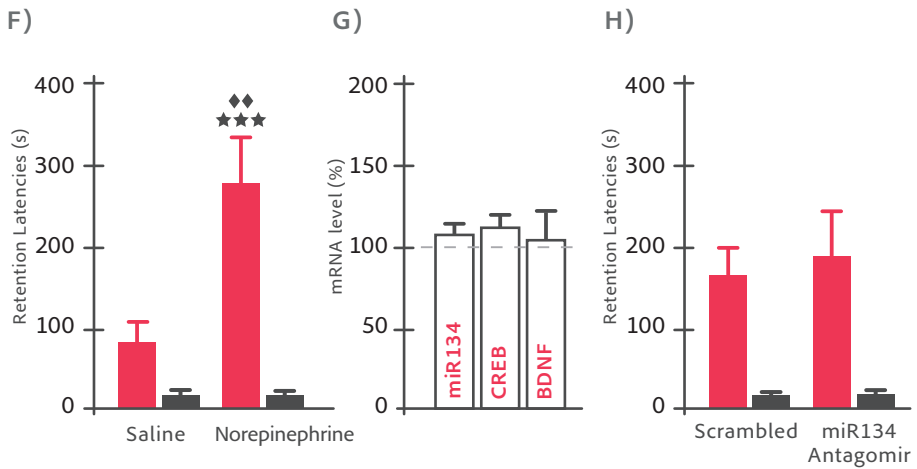 F)
Retention Latencies (s)
400
300
200
100
0
♦♦
★★★
Saline
Norepinephrine
G)
mRNA level (%)
200
150
100
50
0
miR134
CREB
BDNF
H)
Retention Latencies (s)
400
300
200
100
0
Scrambled
miR134
Antagomir